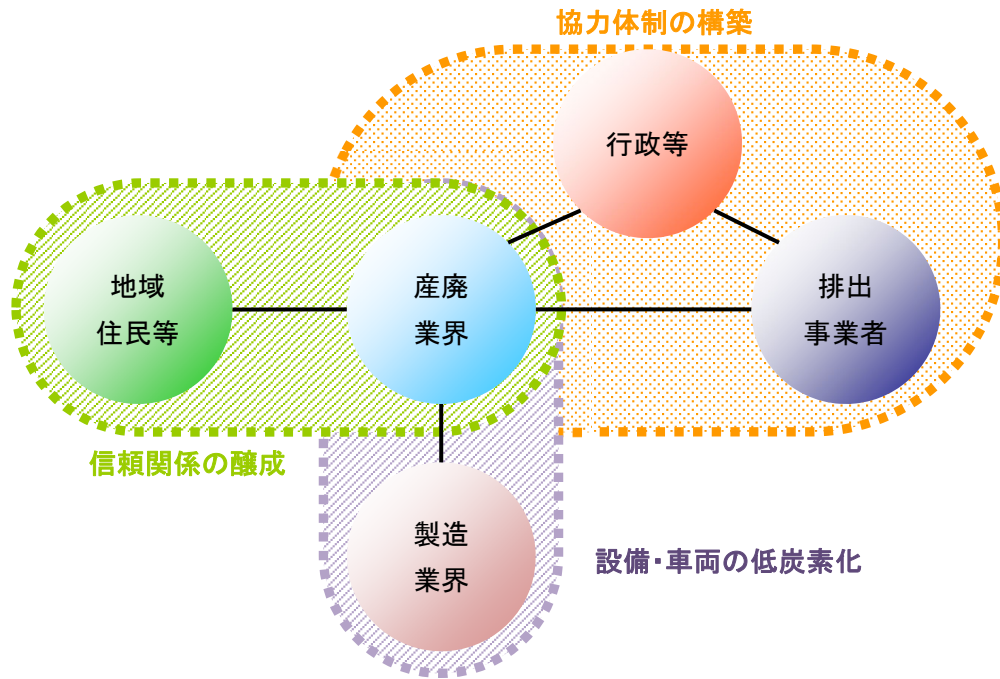 協力体制の構築
行政等
地域
住民等
産廃
業界
排出
事業者
信頼関係の醸成
製造
業界
設備・車両の低炭素化